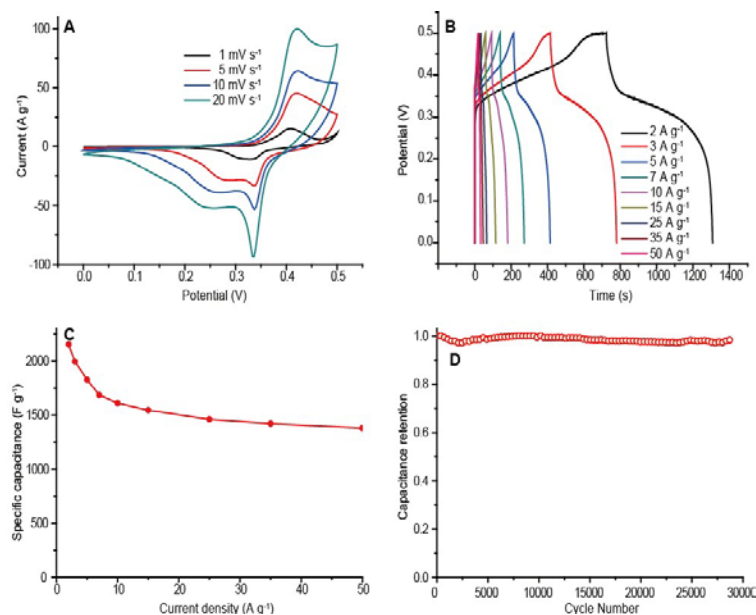 A
100
50
0
-50
-100
Current (A g⁻¹)
1 mV s⁻¹
5 mV s⁻¹
10 mV s⁻¹
20 mV s⁻¹
0.0 0.1 0.2 0.3 0.4 0.5
Potential (V)
B
0.5
0.4
0.3
0.2
0.1
0.0
Potential (V)
2 A g⁻¹
3 A g⁻¹
5 A g⁻¹
7 A g⁻¹
10 A g⁻¹
15 A g⁻¹
25 A g⁻¹
35 A g⁻¹
50 A g⁻¹
0 200 400 600 800 1000 1200
Time (s)
C
2000
1500
1000
500
0
Specific capacitance (F g⁻¹)
0 10 20 30 40 50
Current density (A g⁻¹)
D
1.0
0.8
0.6
0.4
0.2
0.0
Capacitance retention
0 5000 10000 15000 20000 25000 30000
Cycle Number